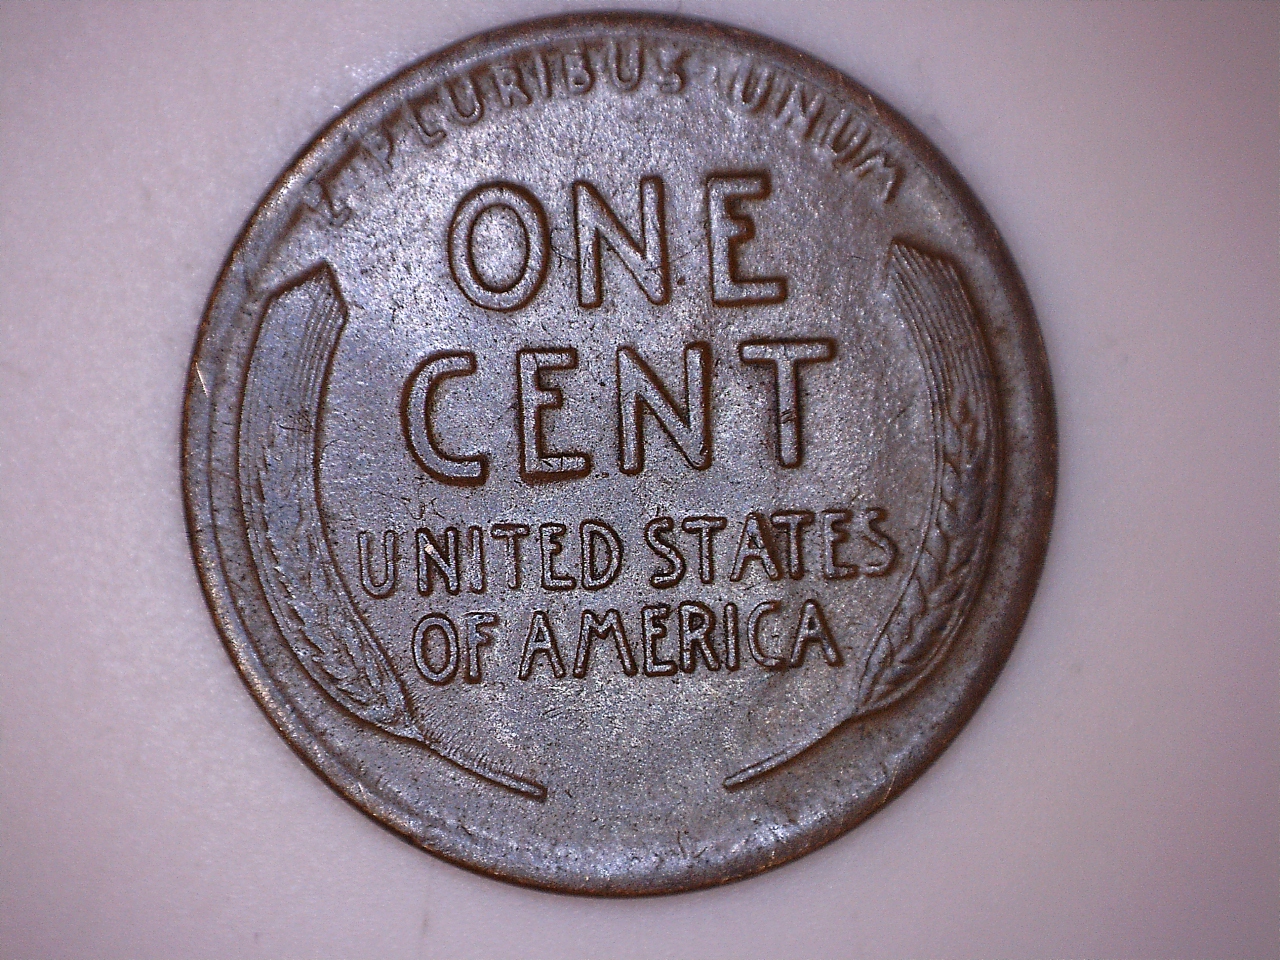 E PLURIBUS UNUM
ONE
CENT
UNITED STATES
OF AMERICA